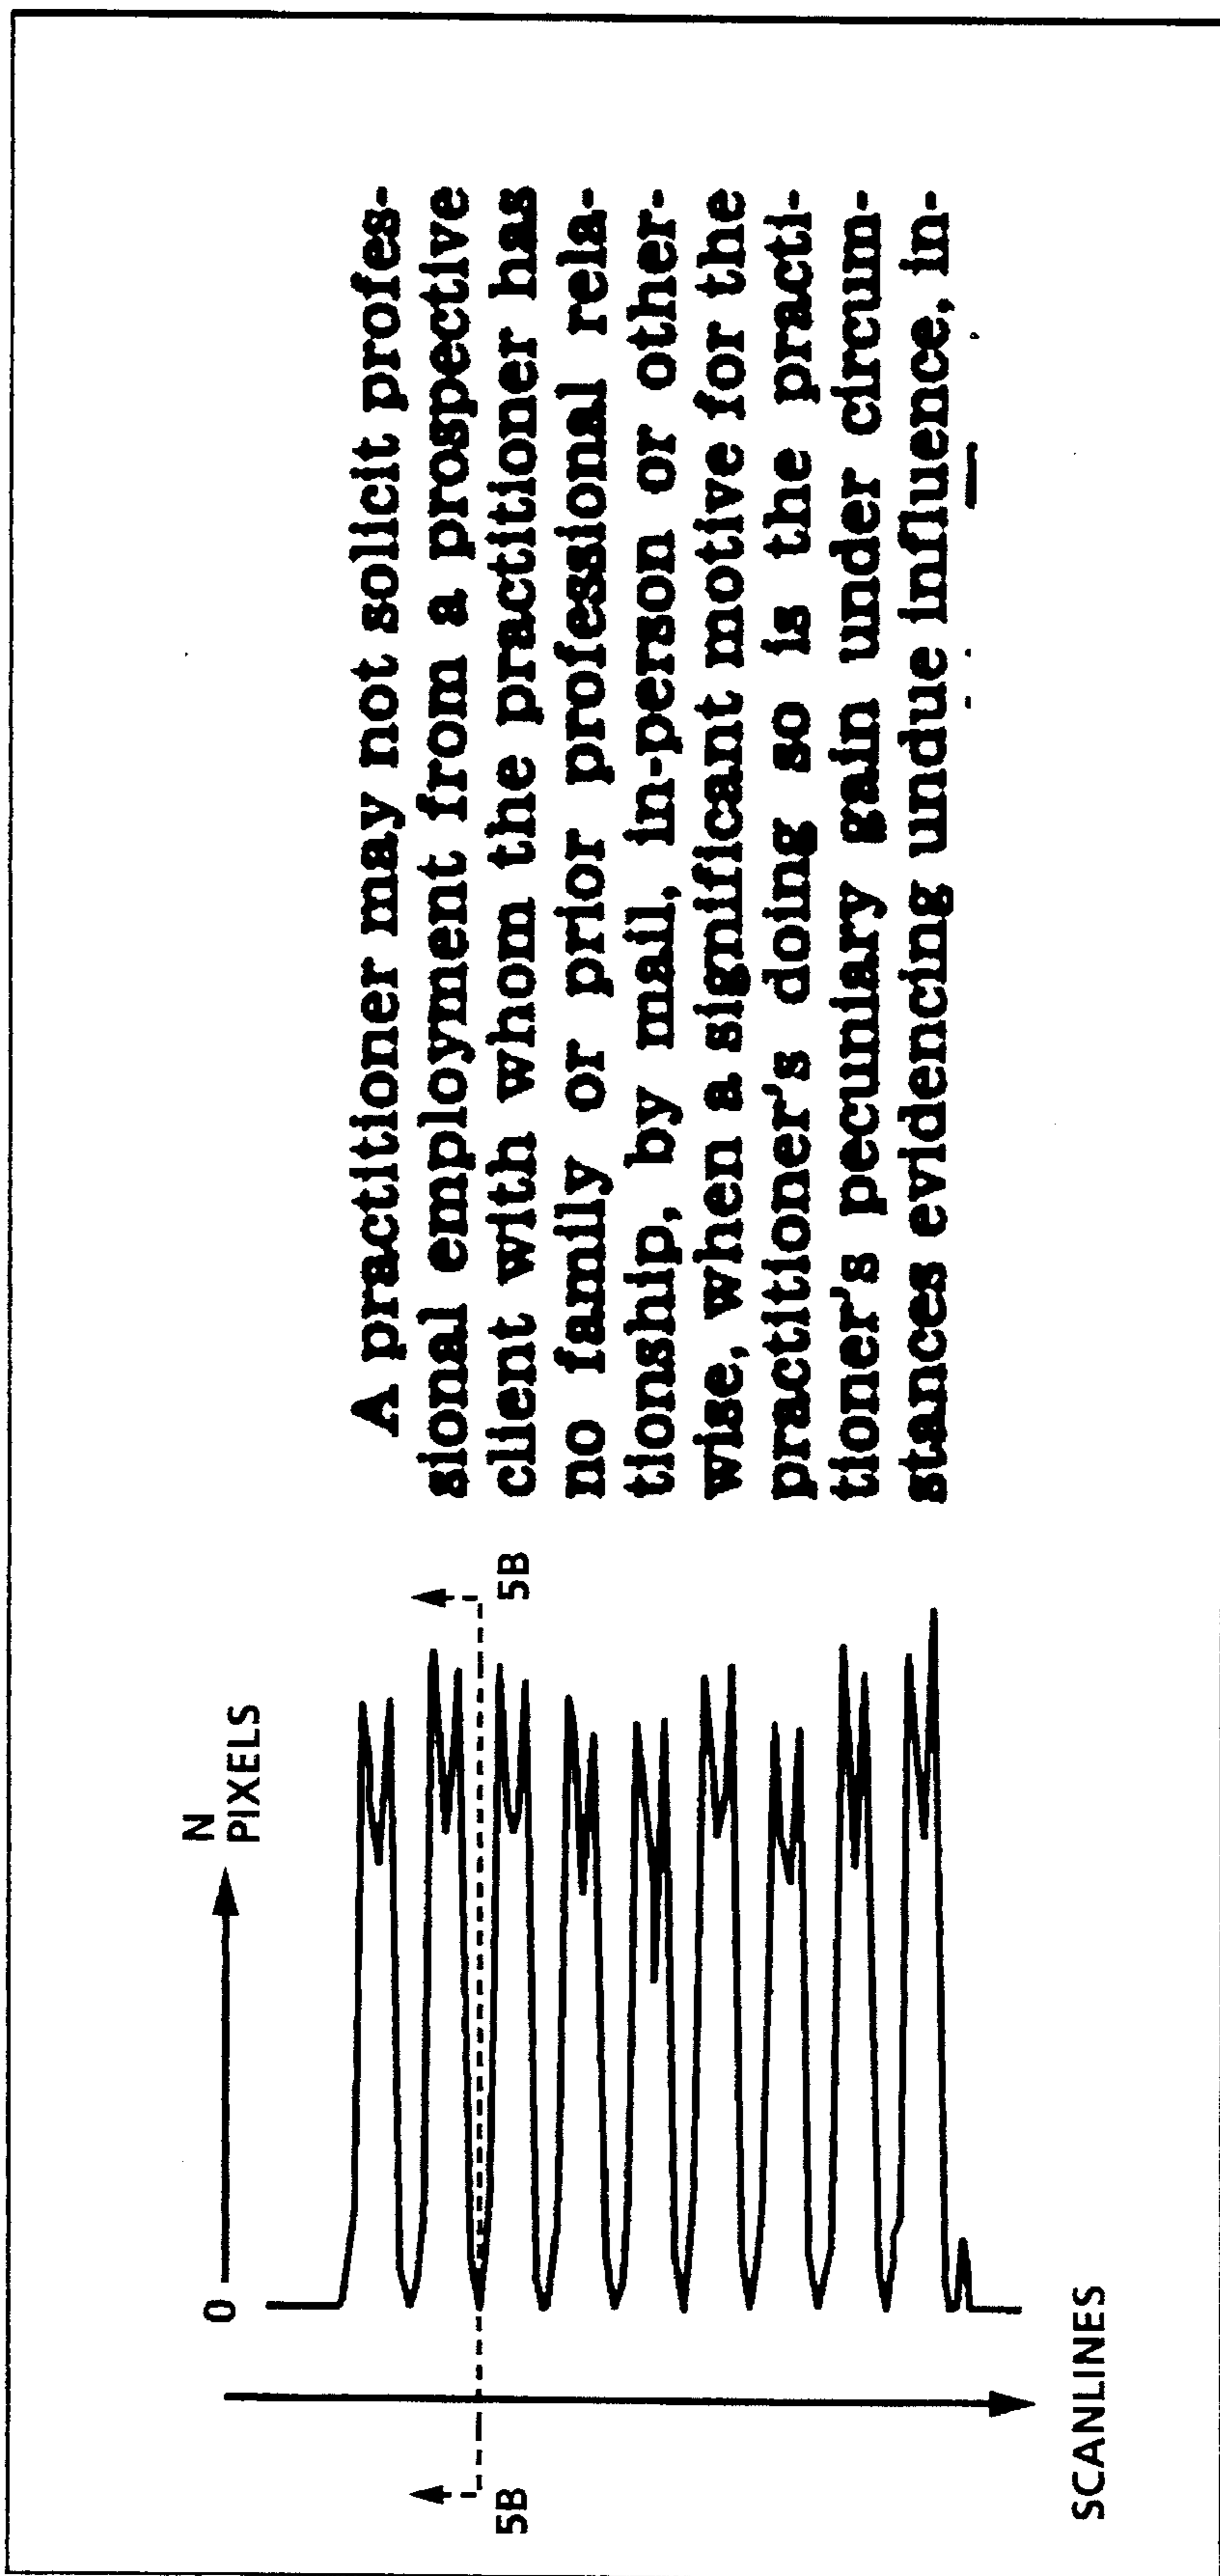 0
N
PIXELS
5B
5B
SCANLINES
A practitioner may not solicit profes-
sional employment from a prospective
client with whom the practitioner has
no family or prior professional rela-
tionship, by mail, in-person or other-
wise, when a significant motive for the
practitioner's doing so is the practi-
tioner's pecuniary gain under circum-
stances evidencing undue influence, in-